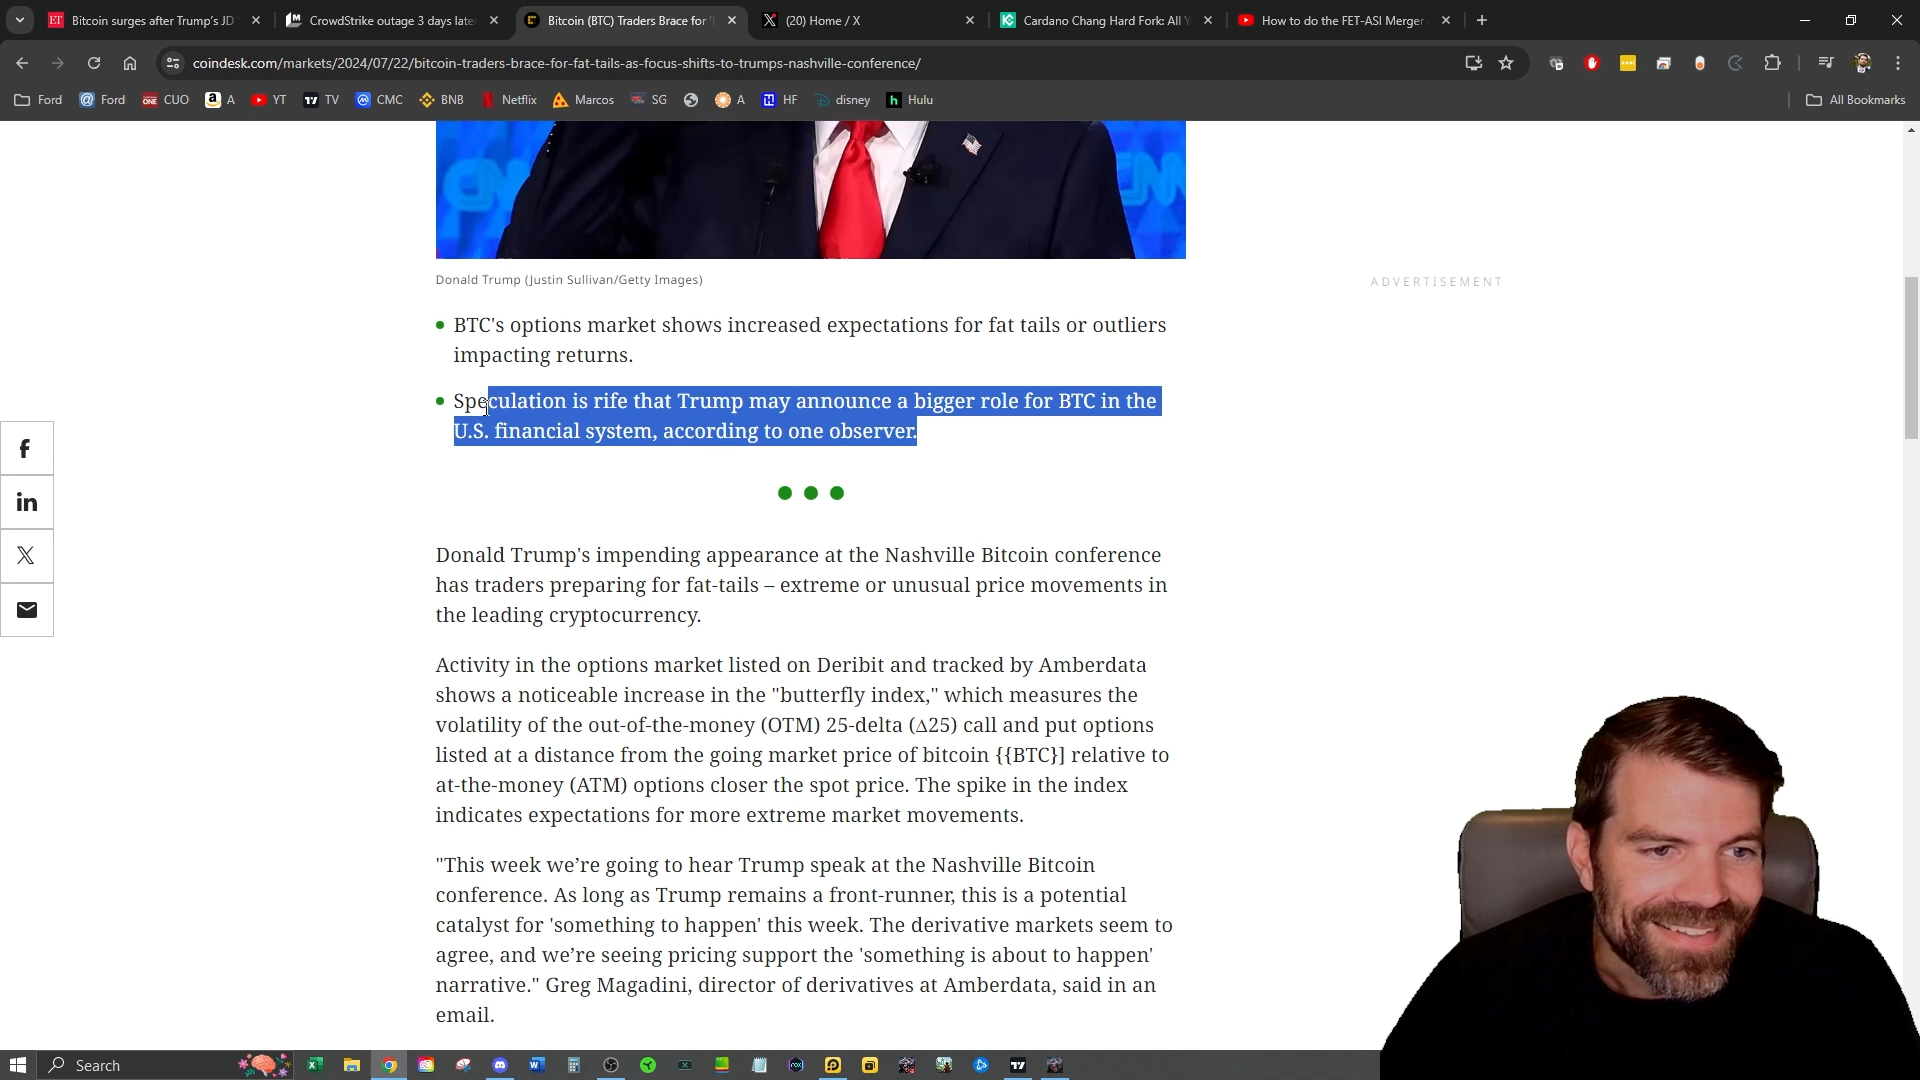 Bitcoin surges after Trump's JD
CrowdStrike outage 3 days late
Bitcoin (BTC) Traders Brace for '
(20) Home / X
Cardano Chang Hard Fork: All Y
How to do the FET-ASI Merger
coindesk.com/markets/2024/07/22/bitcoin-traders-brace-for-fat-tails-as-focus-shifts-to-trumps-nashville-conference/
Ford Ford CUO A YT TV CMC BNB Netflix Marcos SG A HF disney Hulu All Bookmarks
CNN
Donald Trump (Justin Sullivan/Getty Images)
ADVERTISEMENT
BTC's options market shows increased expectations for fat tails or outliers
impacting returns.
Speculation is rife that Trump may announce a bigger role for BTC in the
U.S. financial system, according to one observer.
Donald Trump's impending appearance at the Nashville Bitcoin conference
has traders preparing for fat-tails – extreme or unusual price movements in
the leading cryptocurrency.
Activity in the options market listed on Deribit and tracked by Amberdata
shows a noticeable increase in the "butterfly index," which measures the
volatility of the out-of-the-money (OTM) 25-delta (Δ25) call and put options
listed at a distance from the going market price of bitcoin {{BTC}] relative to
at-the-money (ATM) options closer the spot price. The spike in the index
indicates expectations for more extreme market movements.
"This week we’re going to hear Trump speak at the Nashville Bitcoin
conference. As long as Trump remains a front-runner, this is a potential
catalyst for 'something to happen' this week. The derivative markets seem to
agree, and we’re seeing pricing support the 'something is about to happen'
narrative." Greg Magadini, director of derivatives at Amberdata, said in an
email.
Search